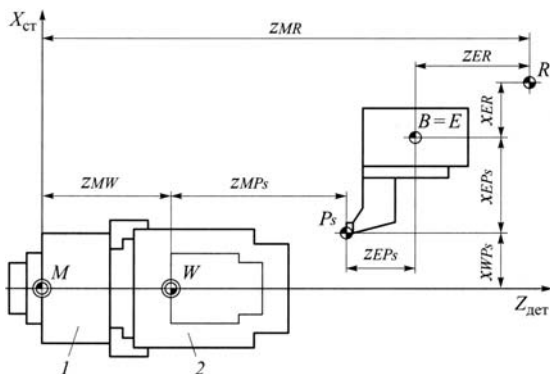 Xст
ZMR
ZER
R
XER
B = E
ZMW
ZMPs
XEPs
Ps
ZEPs
XWPs
M
W
Zдет
1
2